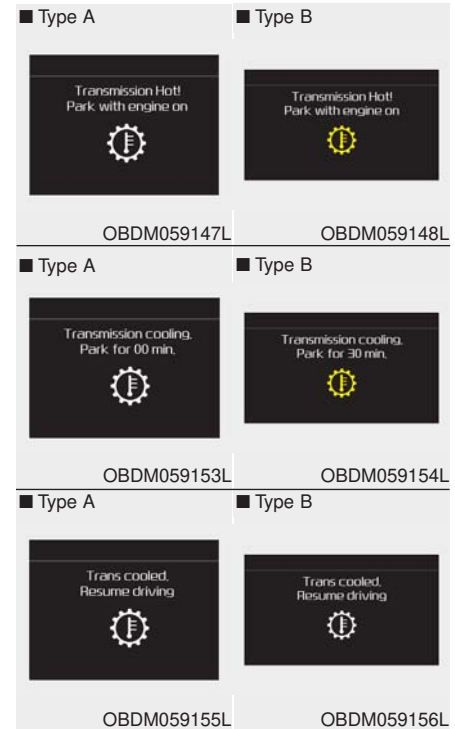 ■ Type A
■ Type B
Transmission Hot!
Park with engine on
Transmission Hot!
Park with engine on
OBDM059147L
OBDM059148L
■ Type A
■ Type B
Transmission cooling.
Park for 00 min.
Transmission cooling.
Park for 30 min.
OBDM059153L
OBDM059154L
■ Type A
■ Type B
Trans cooled.
Resume driving
Trans cooled.
Resume driving
OBDM059155L
OBDM059156L